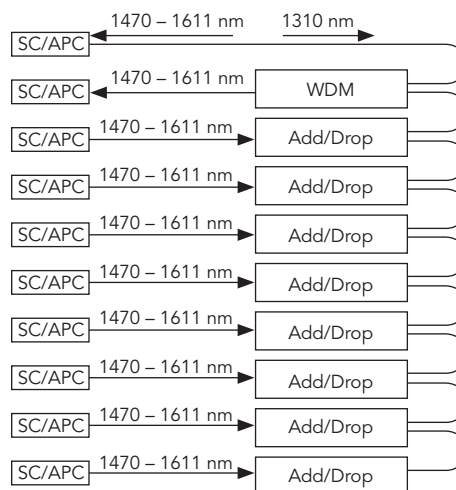 1470 – 1611 nm 1310 nm
SC/APC
1470 – 1611 nm
SC/APC WDM
1470 – 1611 nm
SC/APC Add/Drop
1470 – 1611 nm
SC/APC Add/Drop
1470 – 1611 nm
SC/APC Add/Drop
1470 – 1611 nm
SC/APC Add/Drop
1470 – 1611 nm
SC/APC Add/Drop
1470 – 1611 nm
SC/APC Add/Drop
1470 – 1611 nm
SC/APC Add/Drop
1470 – 1611 nm
SC/APC Add/Drop